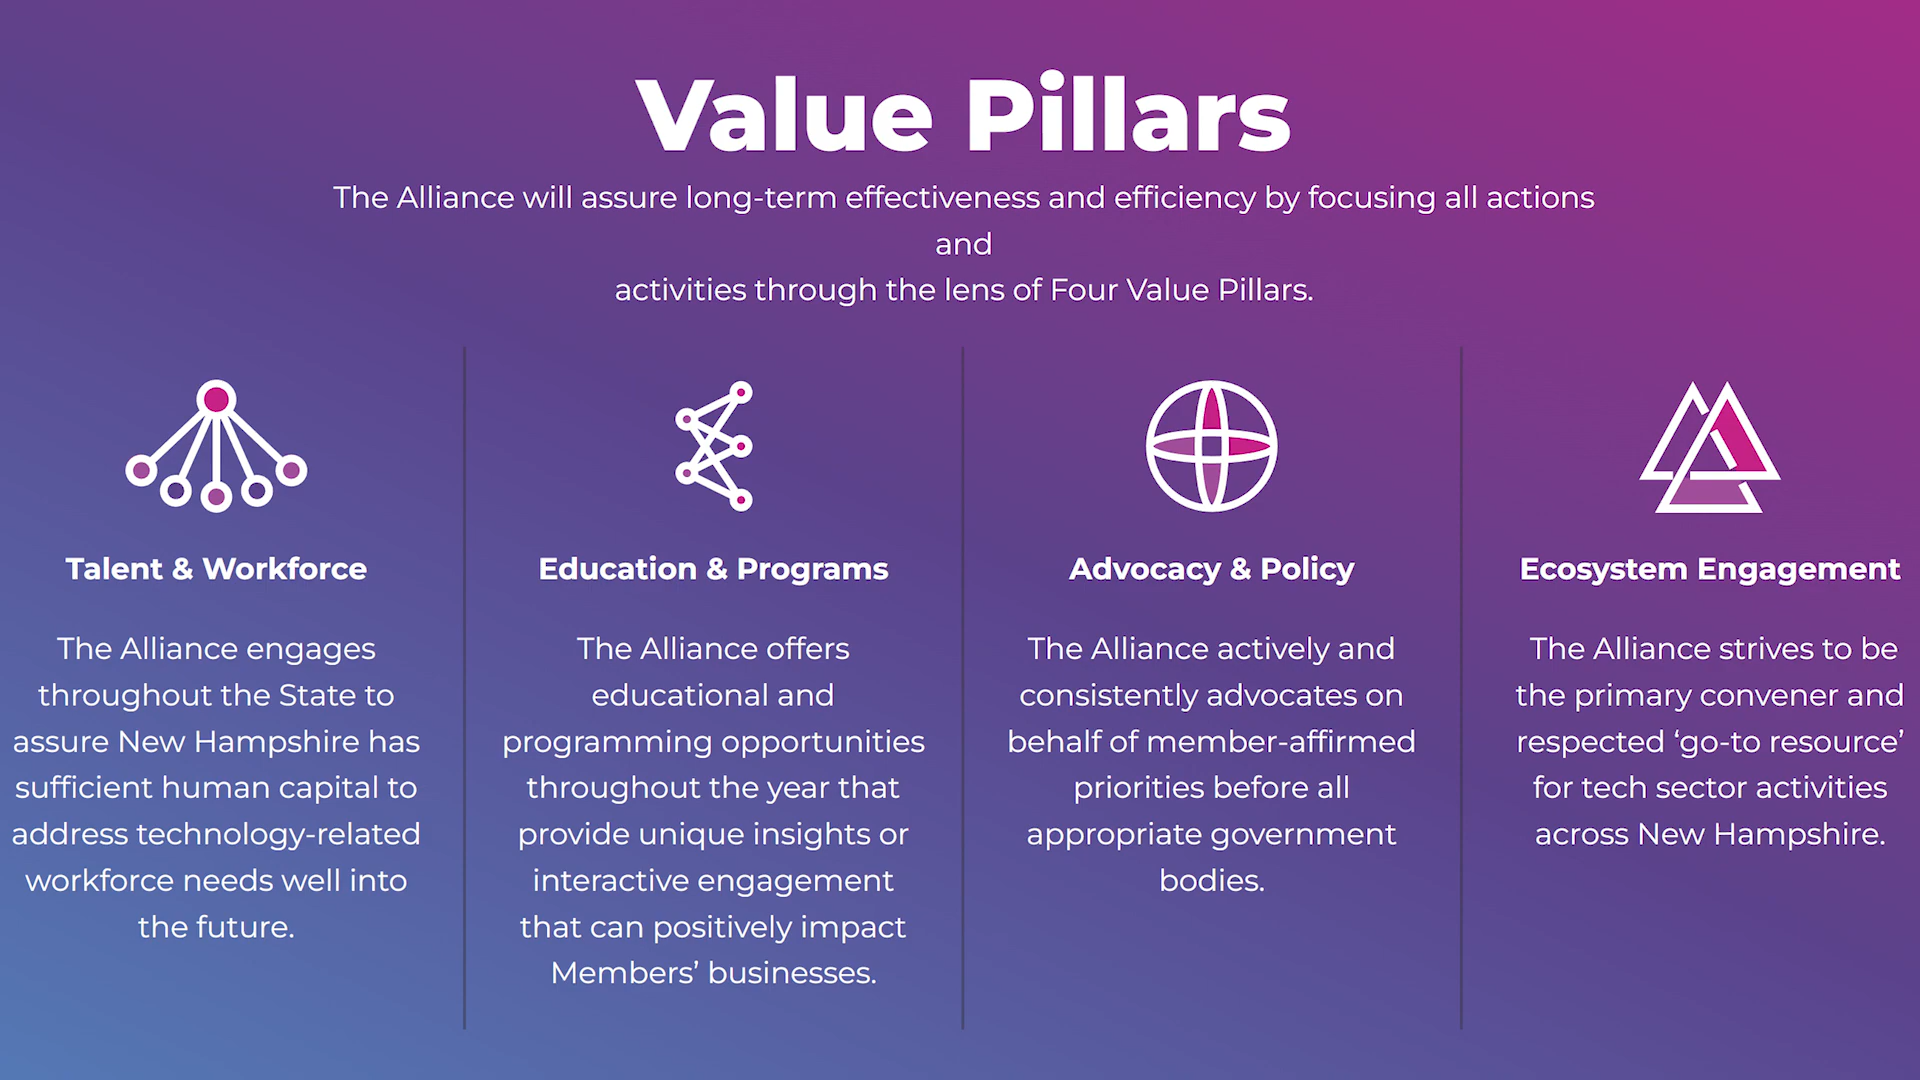 Value Pillars
The Alliance will assure long-term effectiveness and efficiency by focusing all actions
and
activities through the lens of Four Value Pillars.
Talent & Workforce
The Alliance engages
throughout the State to
assure New Hampshire has
sufficient human capital to
address technology-related
workforce needs well into
the future.
Education & Programs
The Alliance offers
educational and
programming opportunities
throughout the year that
provide unique insights or
interactive engagement
that can positively impact
Members’ businesses.
Advocacy & Policy
The Alliance actively and
consistently advocates on
behalf of member-affirmed
priorities before all
appropriate government
bodies.
Ecosystem Engagement
The Alliance strives to be
the primary convener and
respected ‘go-to resource’
for tech sector activities
across New Hampshire.